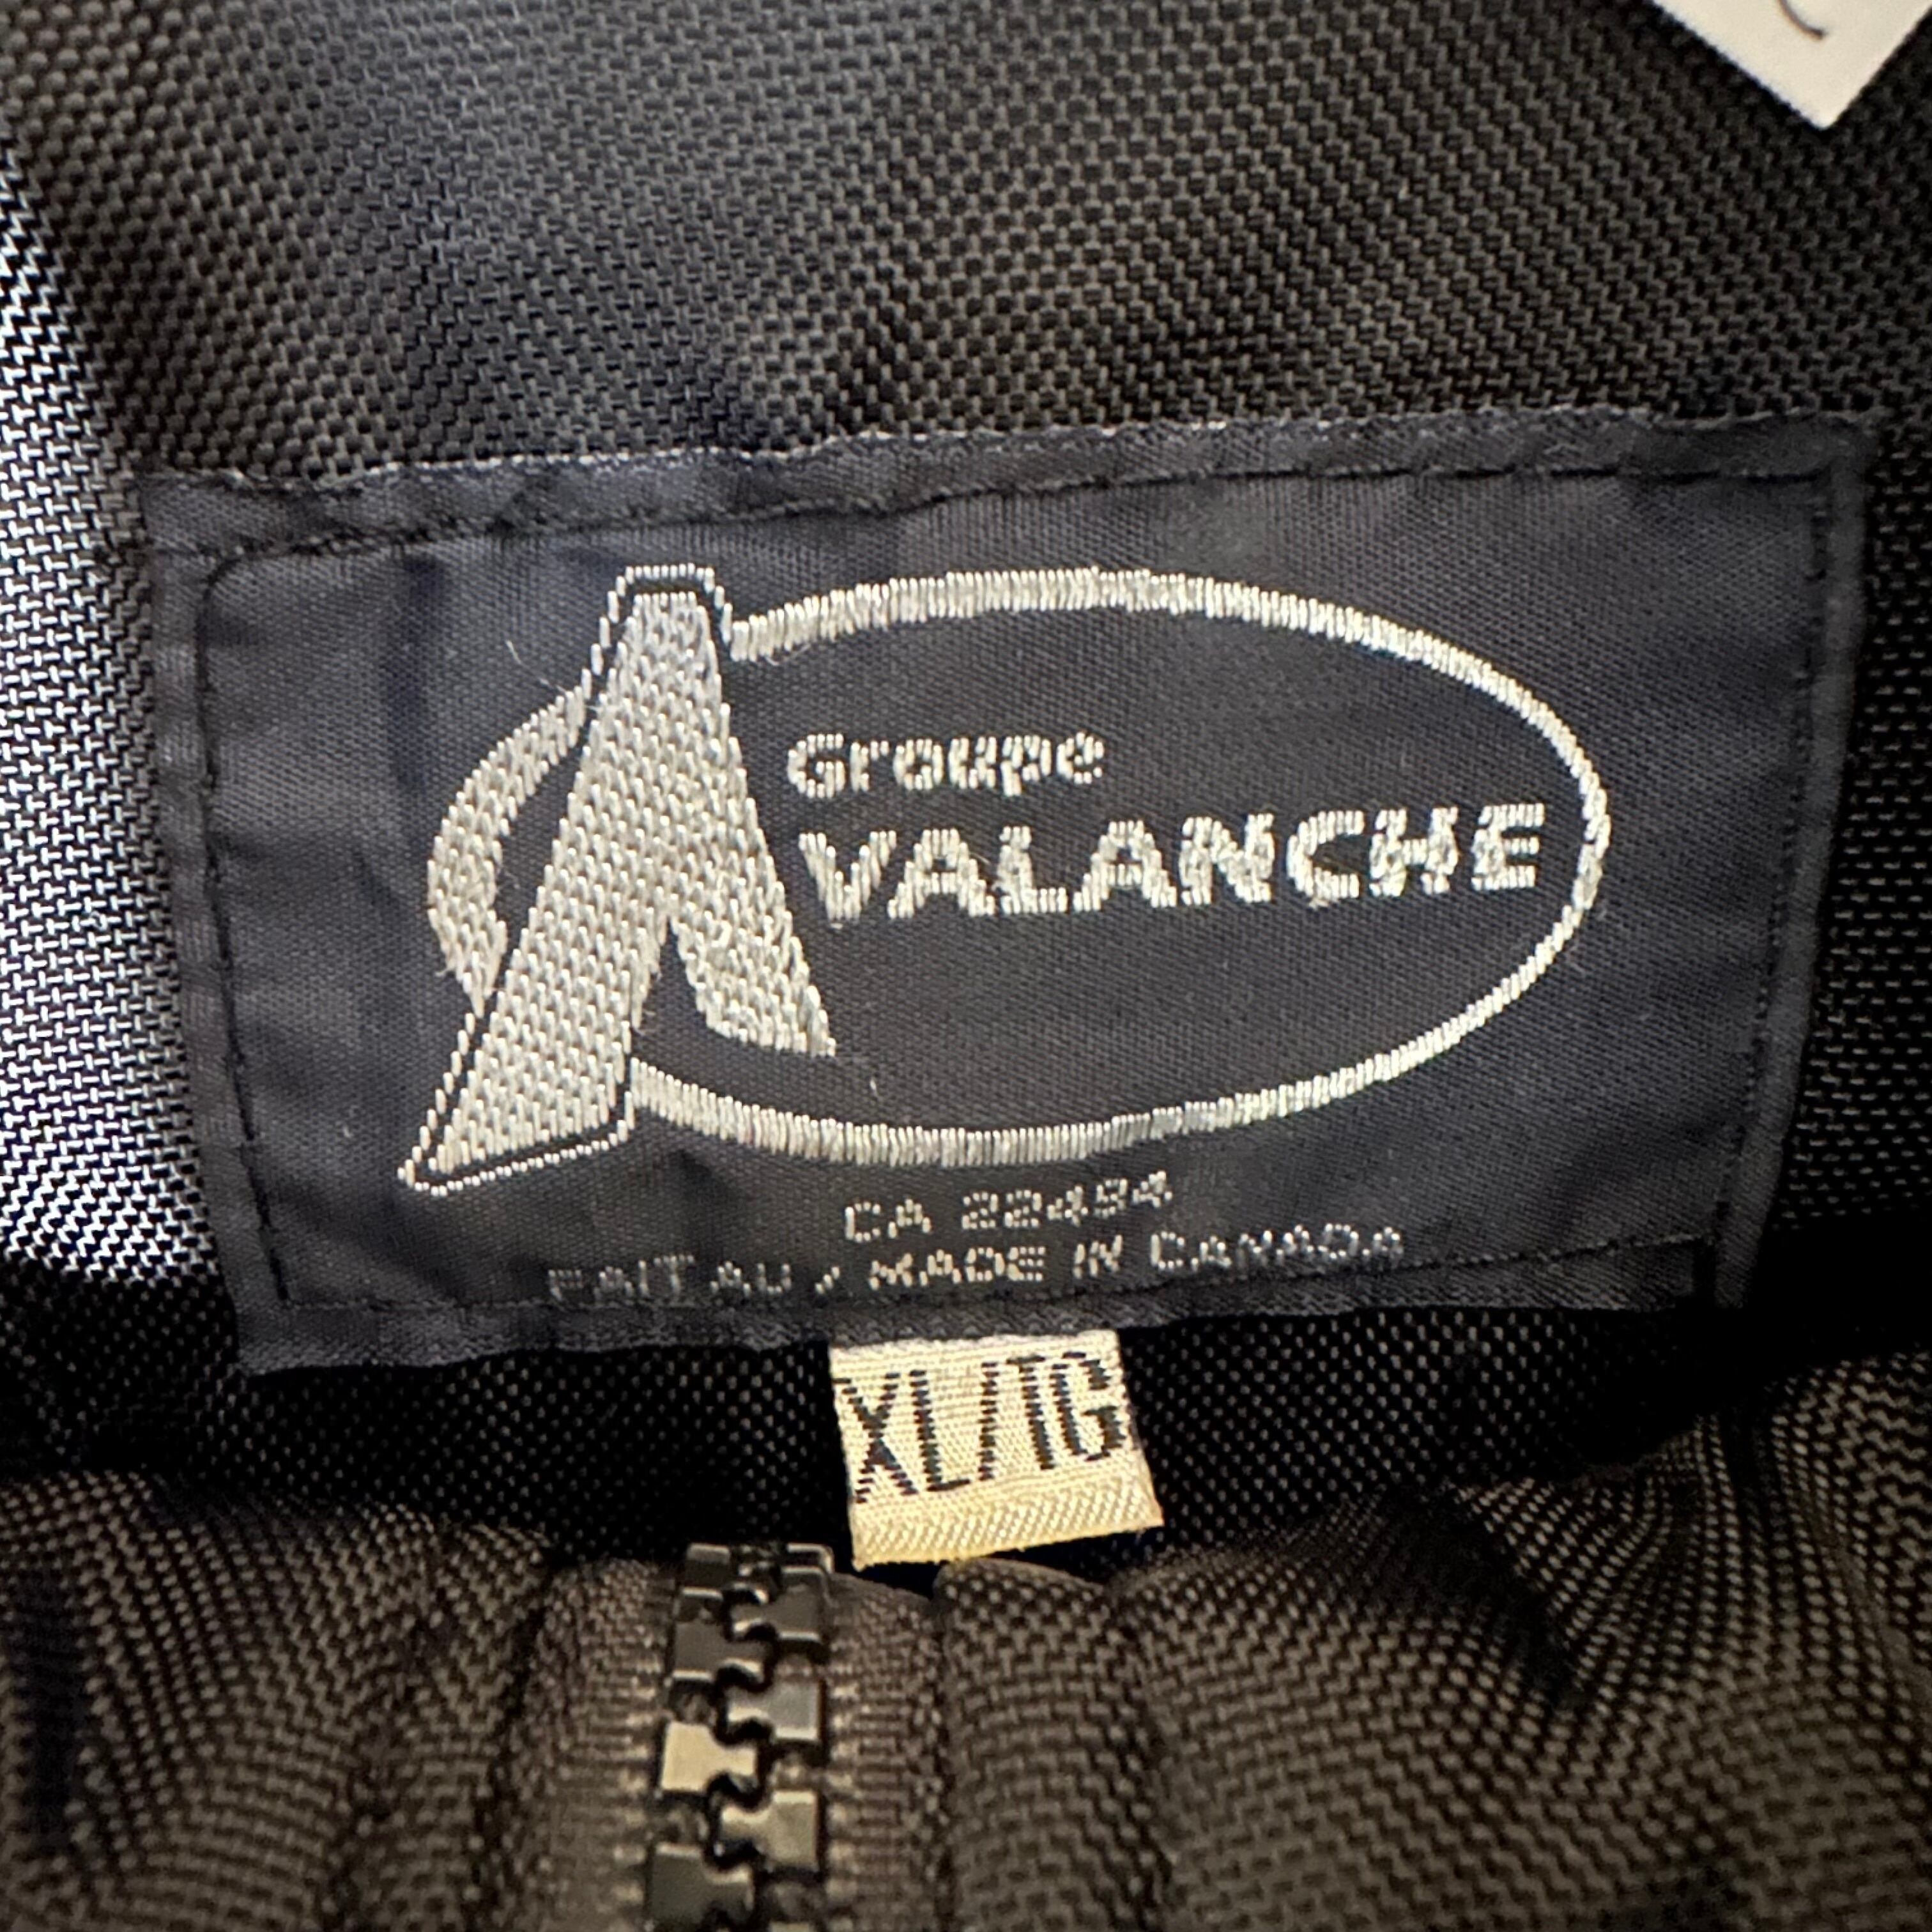 Groupe
AVALANCHE
CA 22494
FAIT AU / MADE IN CANADA
XL/TG